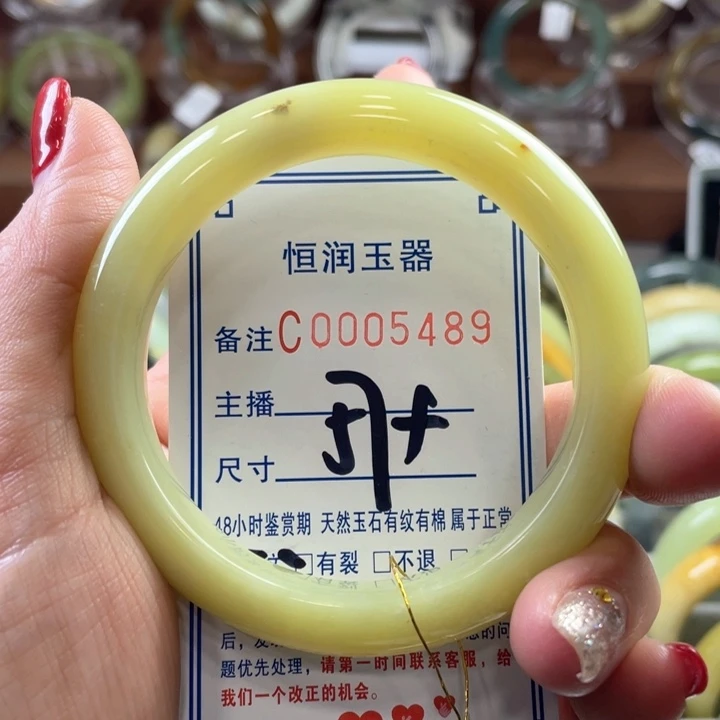 恒润玉器
备注C0005489
主播
尺寸
48小时鉴赏期 天然玉石有纹有棉属于正常
□有裂 □不退 □
后,
的问
题优先处理,请第一时间联系客服,给
我们一个改正的机会。